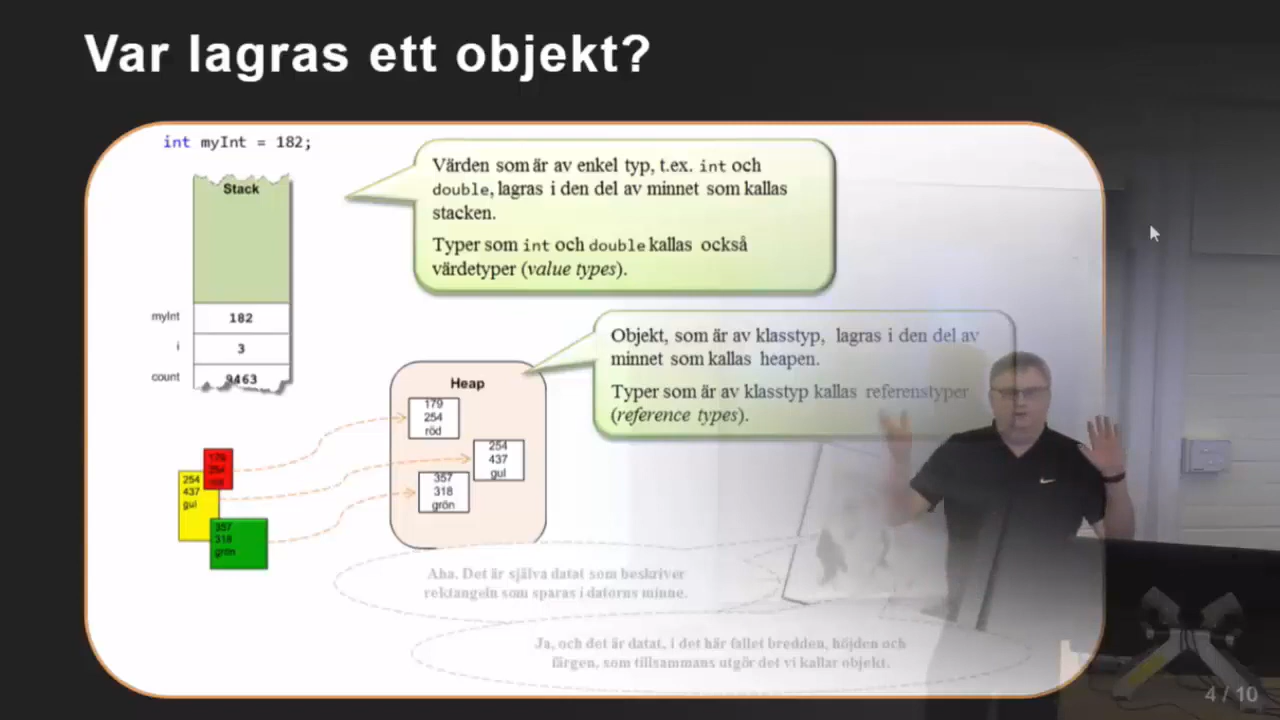 Var lagras ett objekt?
int myInt = 182;
Stack
myInt 182
i 3
count 9463
Värden som är av enkel typ, t.ex. int och
double, lagras i den del av minnet som kallas
stacken.
Typer som int och double kallas också
värdetyper (value types).
Objekt, som är av klasstyp, lagras i den del av
minnet som kallas heapen.
Typer som är av klasstyp kallas referenstyper
(reference types).
Heap
179
254
röd
254
437
gul
357
318
grön
179
254
röd
254
437
gul
357
318
grön
Aha. Det är själva datat som beskriver
rektangeln som sparas i datorns minne.
Ja, och det är datat, i det här fallet bredden, höjden och
färgen, som tillsammans utgör det vi kallar objekt.
4 / 10